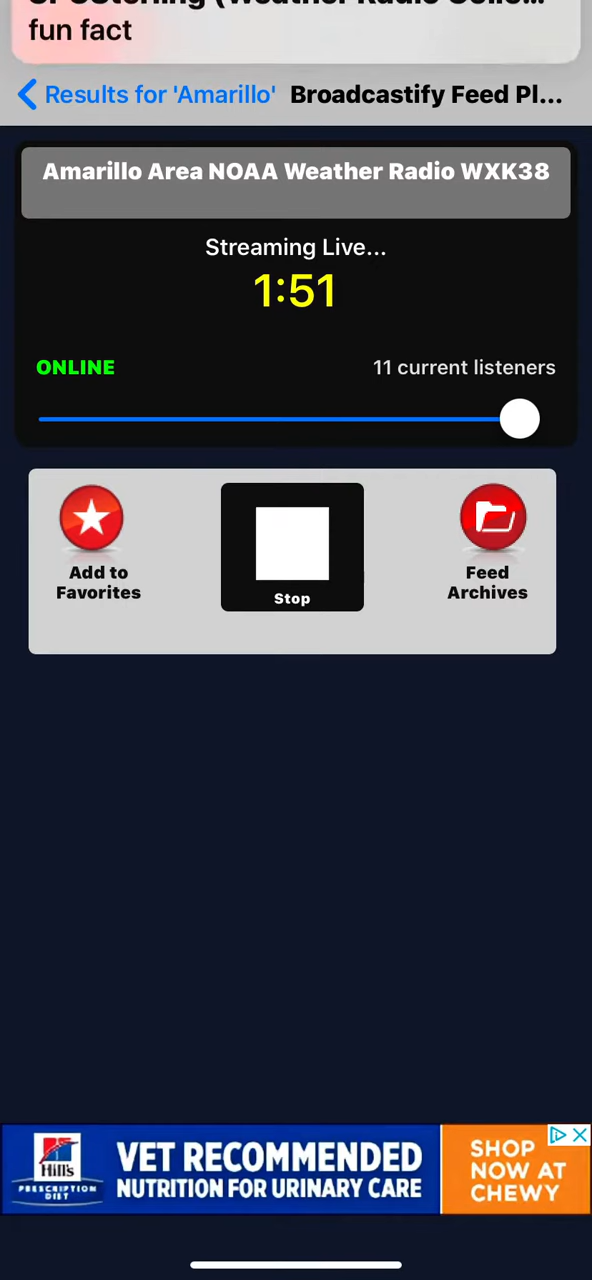 fun fact
Results for 'Amarillo' Broadcastify Feed Pl...
Amarillo Area NOAA Weather Radio WXK38
Streaming Live...
1:51
ONLINE 11 current listeners
Add to
Favorites
Stop
Feed
Archives
Hill's
PRESCRIPTION
DIET
VET RECOMMENDED
NUTRITION FOR URINARY CARE
SHOP
NOW AT
CHEWY